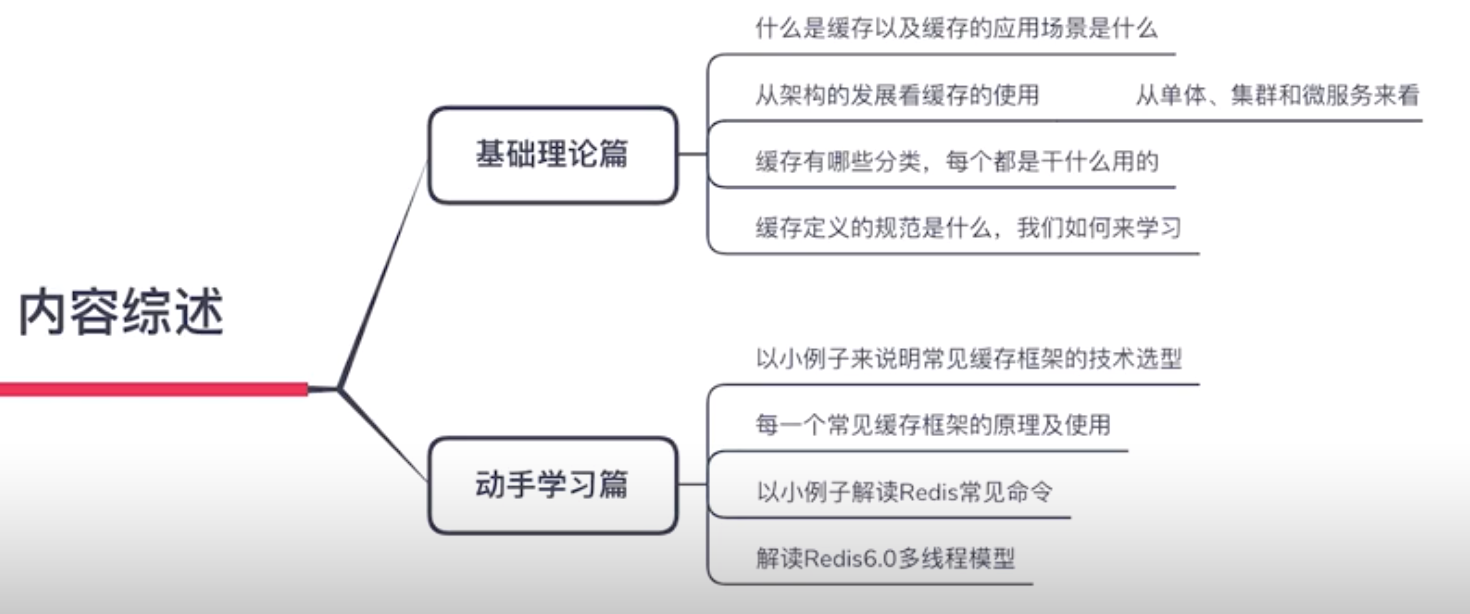 什么是缓存以及缓存的应用场景是什么
从架构的发展看缓存的使用 从单体、集群和微服务来看
基础理论篇
缓存有哪些分类，每个都是干什么用的
缓存定义的规范是什么，我们如何来学习
内容综述
以小例子来说明常见缓存框架的技术选型
每一个常见缓存框架的原理及使用
动手学习篇
以小例子解读Redis常见命令
解读Redis6.0多线程模型